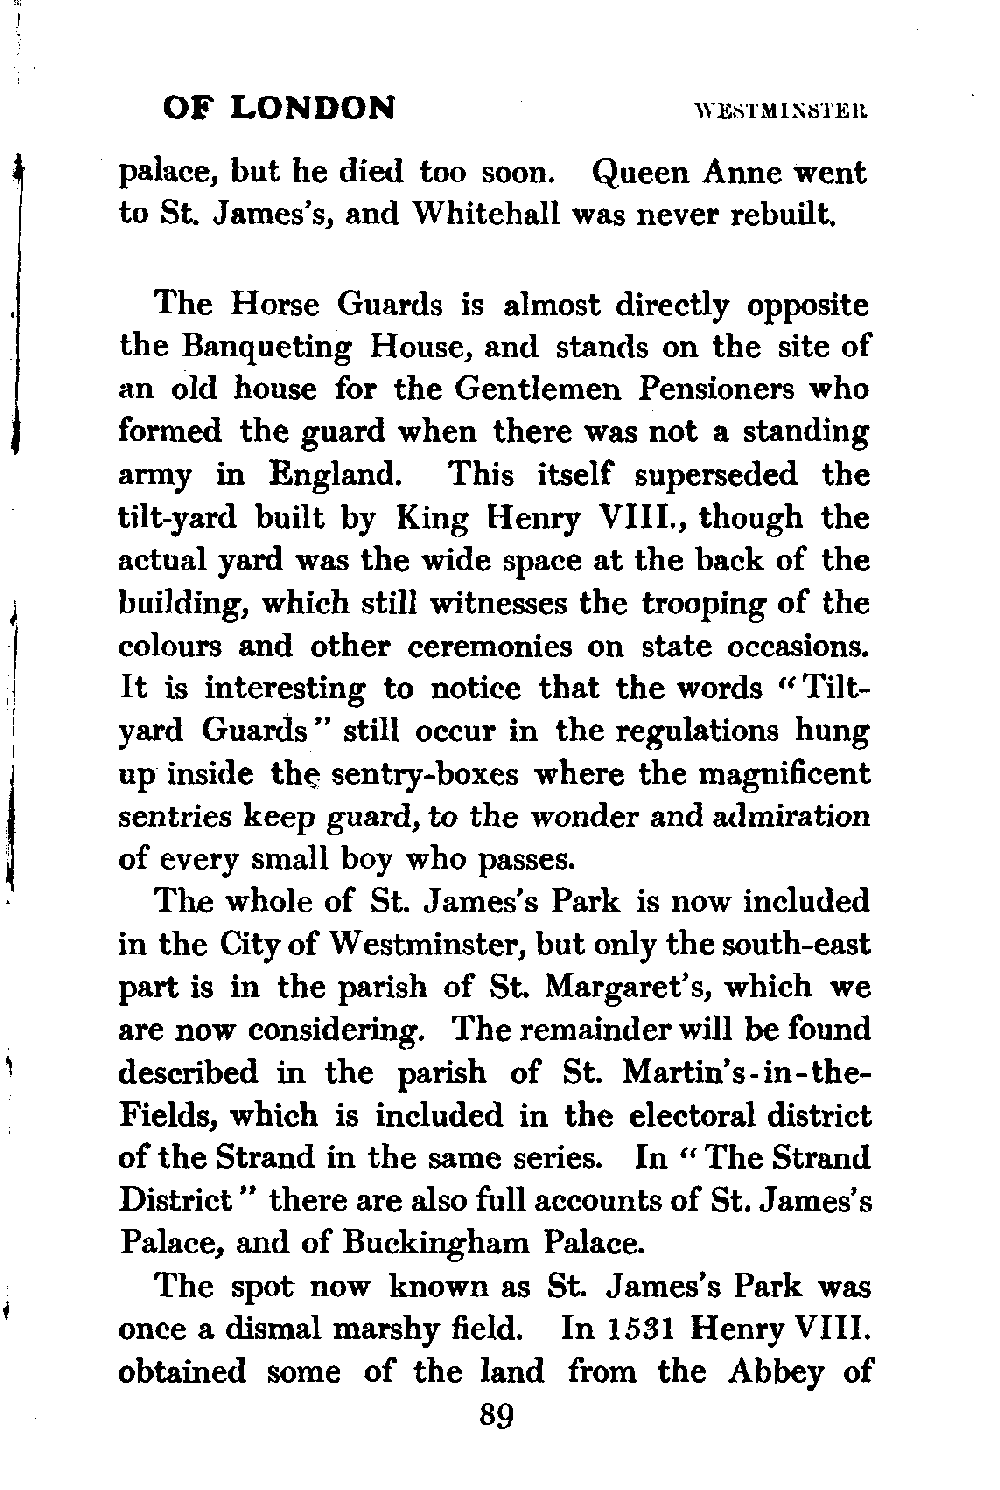 OF LONDON WESTMINSTER
palace, but he died too soon. Queen Anne went
to St. James's, and Whitehall was never rebuilt.
The Horse Guards is almost directly opposite
the Banqueting House, and stands on the site of
an old house for the Gentlemen Pensioners who
formed the guard when there was not a standing
army in England. This itself superseded the
tilt-yard built by King Henry VIII., though the
actual yard was the wide space at the back of the
building, which still witnesses the trooping of the
colours and other ceremonies on state occasions.
It is interesting to notice that the words "Tilt-
yard Guards" still occur in the regulations hung
up inside the sentry-boxes where the magnificent
sentries keep guard, to the wonder and admiration
of every small boy who passes.
The whole of St. James's Park is now included
in the City of Westminster, but only the south-east
part is in the parish of St. Margaret's, which we
are now considering. The remainder will be found
described in the parish of St. Martin's-in-the-
Fields, which is included in the electoral district
of the Strand in the same series. In "The Strand
District" there are also full accounts of St. James's
Palace, and of Buckingham Palace.
The spot now known as St. James's Park was
once a dismal marshy field. In 1531 Henry VIII.
obtained some of the land from the Abbey of
89